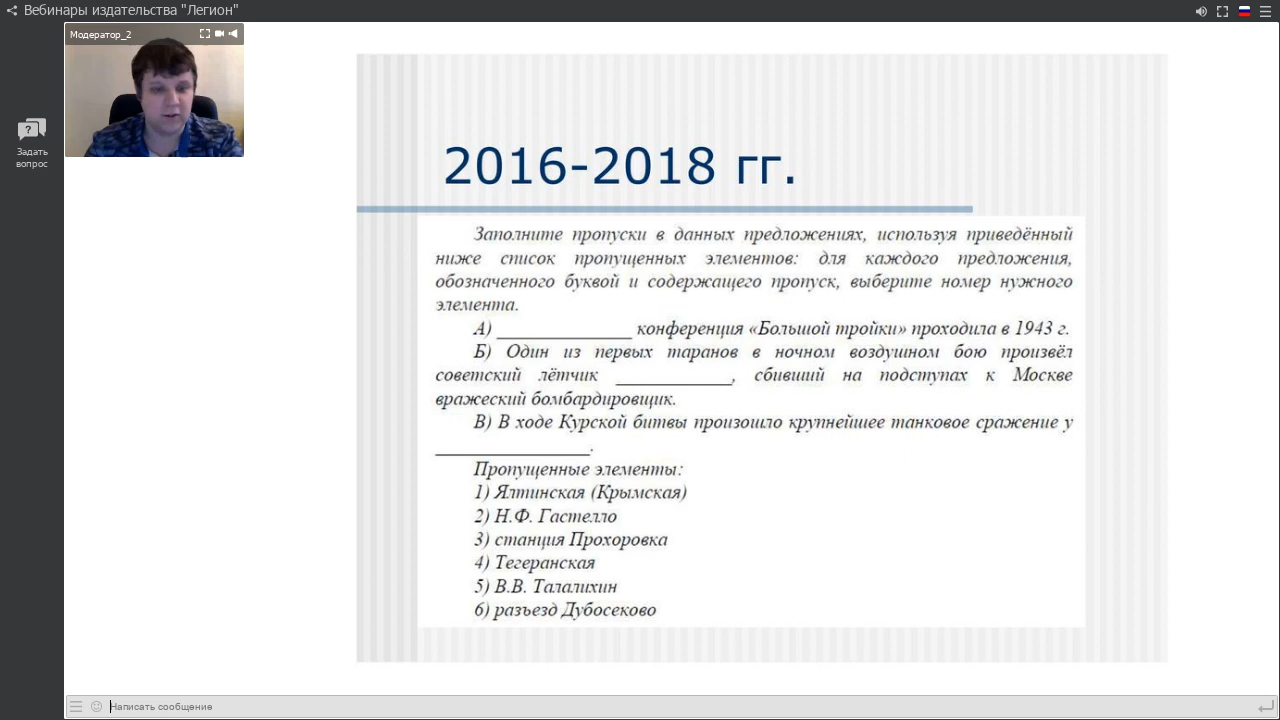 Вебинары издательства "Легион"
Модератор_2
Задать
вопрос
2016-2018 гг.
Заполните пропуски в данных предложениях, используя приведённый
ниже список пропущенных элементов: для каждого предложения,
обозначенного буквой и содержащего пропуск, выберите номер нужного
элемента.
А) ______________ конференция «Большой тройки» проходила в 1943 г.
Б) Один из первых таранов в ночном воздушном бою произвёл
советский лётчик ____________, сбивший на подступах к Москве
вражеский бомбардировщик.
В) В ходе Курской битвы произошло крупнейшее танковое сражение у
________________.
Пропущенные элементы:
1) Ялтинская (Крымская)
2) Н.Ф. Гастелло
3) станция Прохоровка
4) Тегеранская
5) В.В. Талалихин
6) разъезд Дубосеково
Написать сообщение